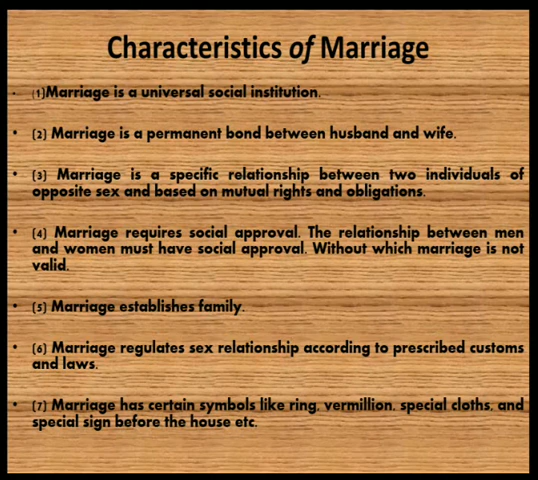 Characteristics of Marriage
• (1)Marriage is a universal social institution.
• (2) Marriage is a permanent bond between husband and wife.
• (3) Marriage is a specific relationship between two individuals of
opposite sex and based on mutual rights and obligations.
• (4) Marriage requires social approval. The relationship between men
and women must have social approval. Without which marriage is not
valid.
• (5) Marriage establishes family.
• (6) Marriage regulates sex relationship according to prescribed customs
and laws.
• (7) Marriage has certain symbols like ring, vermillion, special cloths, and
special sign before the house etc.